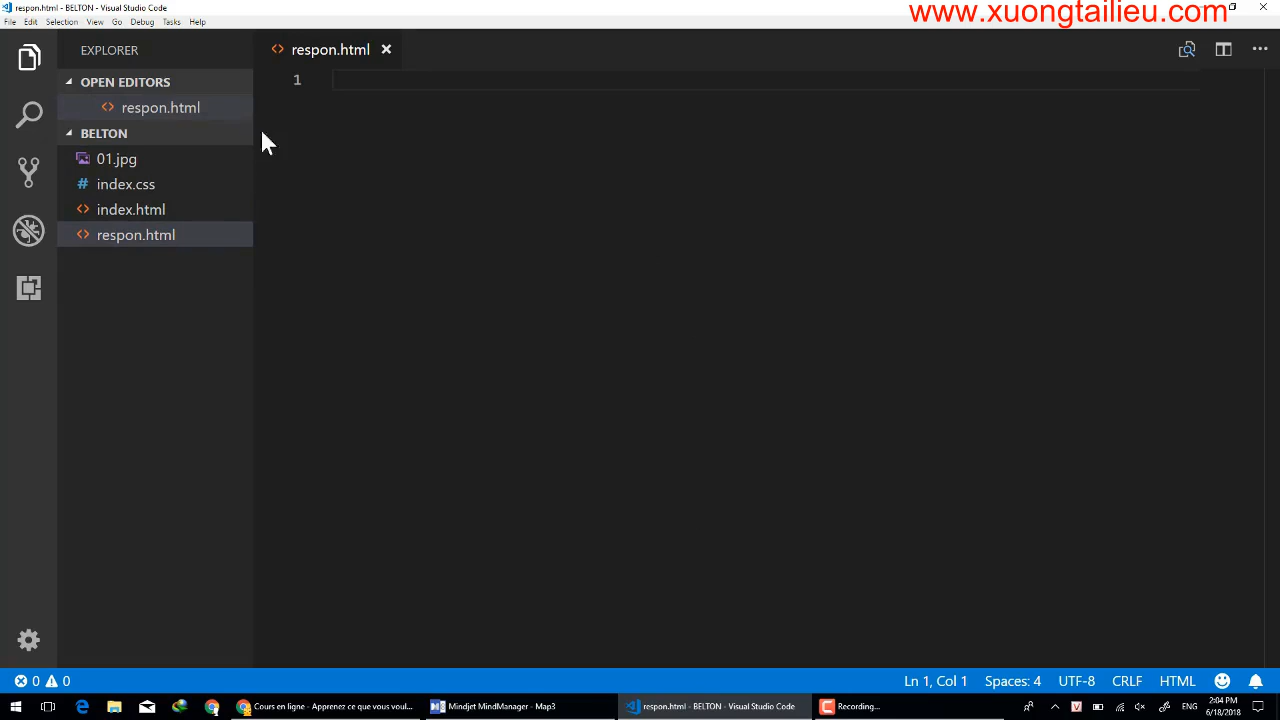 respon.html - BELTON - Visual Studio Code
www.xuongtailieu.com
File Edit Selection View Go Debug Tasks Help
EXPLORER
respon.html
OPEN EDITORS
1
respon.html
BELTON
01.jpg
index.css
index.html
respon.html
0 0
Ln 1, Col 1 Spaces: 4 UTF-8 CRLF HTML
Cours en ligne - Apprenez ce que vous voul...
Mindjet MindManager - Map3
respon.html - BELTON - Visual Studio Code
Recording...
ENG
2:04 PM
6/18/2018